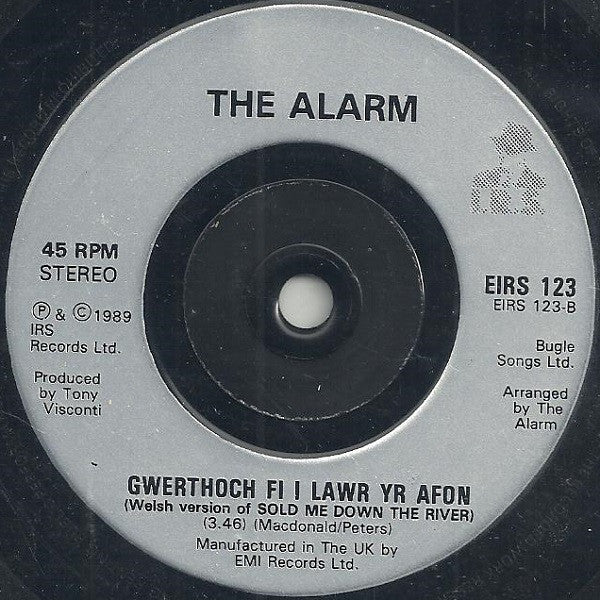 THE ALARM
45 RPM
STEREO
℗ & © 1989
IRS
Records Ltd.
Produced
by Tony
Visconti
EIRS 123
EIRS 123-B
Bugle
Songs Ltd.
Arranged
by The
Alarm
GWERTHOCH FI I LAWR YR AFON
(Welsh version of SOLD ME DOWN THE RIVER)
(3.46) (Macdonald/Peters)
Manufactured in The UK by
EMI Records Ltd.